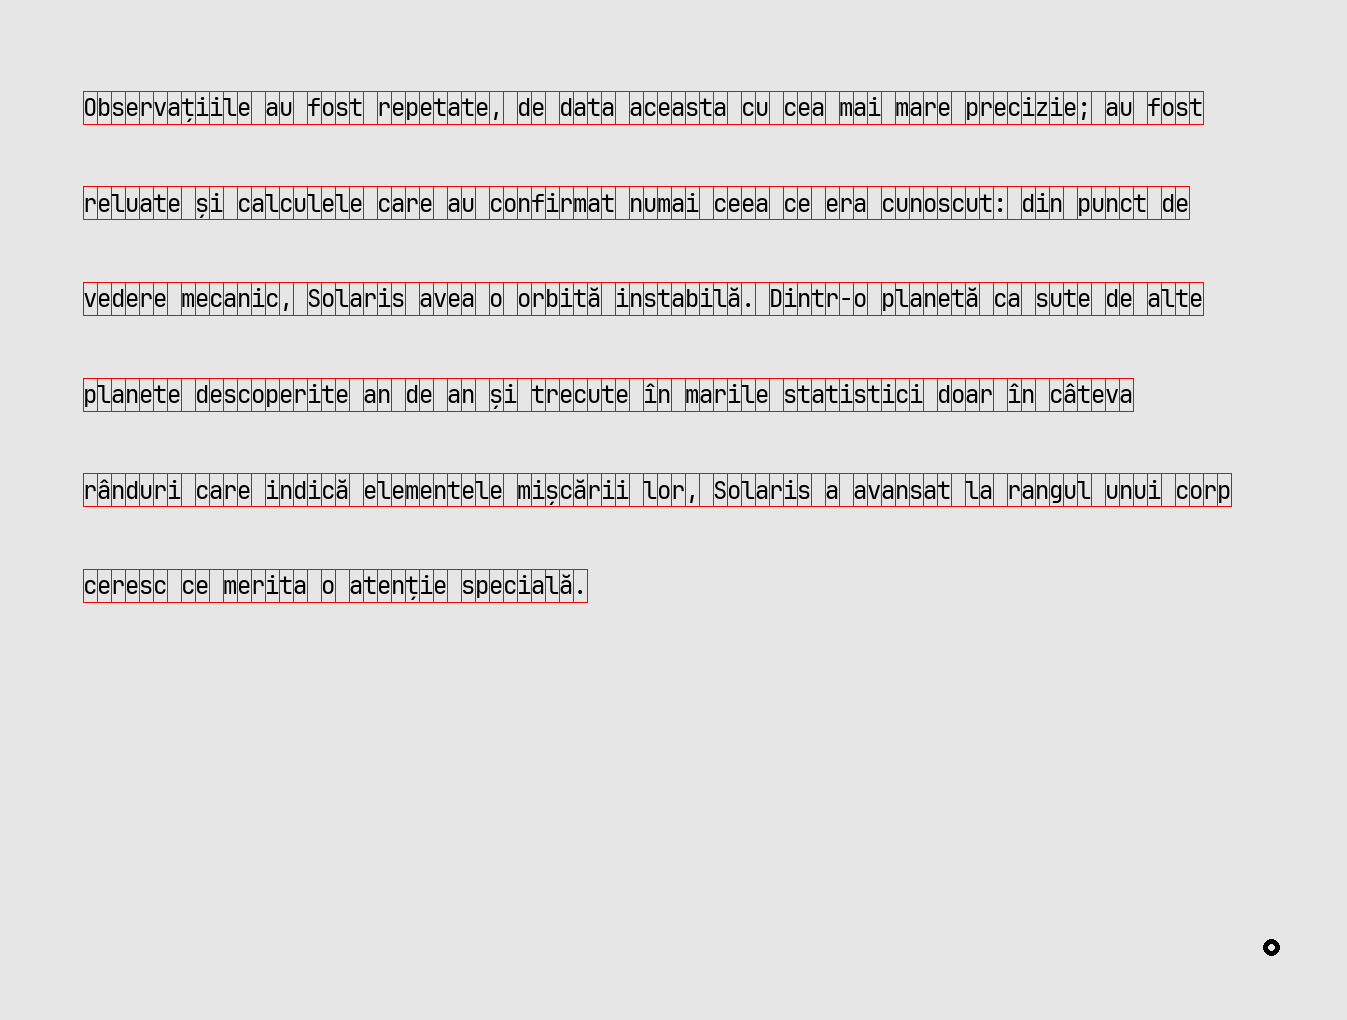 Observațiile au fost repetate, de data aceasta cu cea mai mare precizie; au fost
reluate și calculele care au confirmat numai ceea ce era cunoscut: din punct de
vedere mecanic, Solaris avea o orbită instabilă. Dintr-o planetă ca sute de alte
planete descoperite an de an și trecute în marile statistici doar în câteva
rânduri care indică elementele mișcării lor, Solaris a avansat la rangul unui corp
ceresc ce merita o atenție specială.